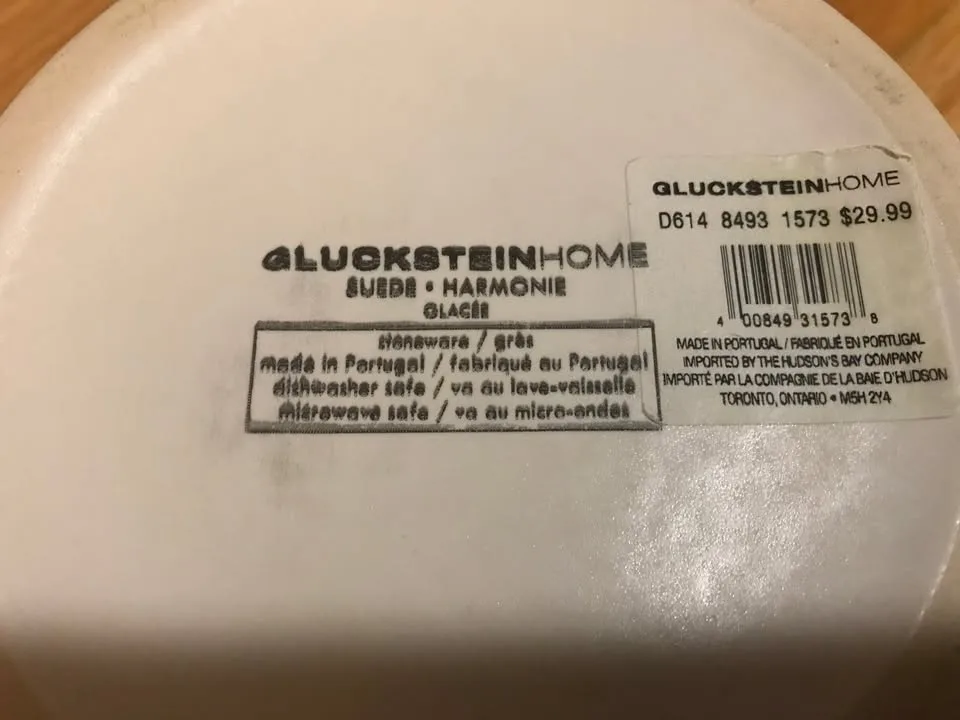 GLUCKSTEINHOME
SUEDE • HARMONIE
GLACÉE
stoneware / grès
made in Portugal / fabriqué au Portugal
dishwasher safe / va au lave-vaisselle
microwave safe / va au micro-ondes
GLUCKSTEINHOME
D614 8493 1573 $29.99
4 00849 31573 8
MADE IN PORTUGAL / FABRIQUÉ EN PORTUGAL
IMPORTED BY THE HUDSON'S BAY COMPANY
IMPORTÉ PAR LA COMPAGNIE DE LA BAIE D'HUDSON
TORONTO, ONTARIO • M5H 2Y4